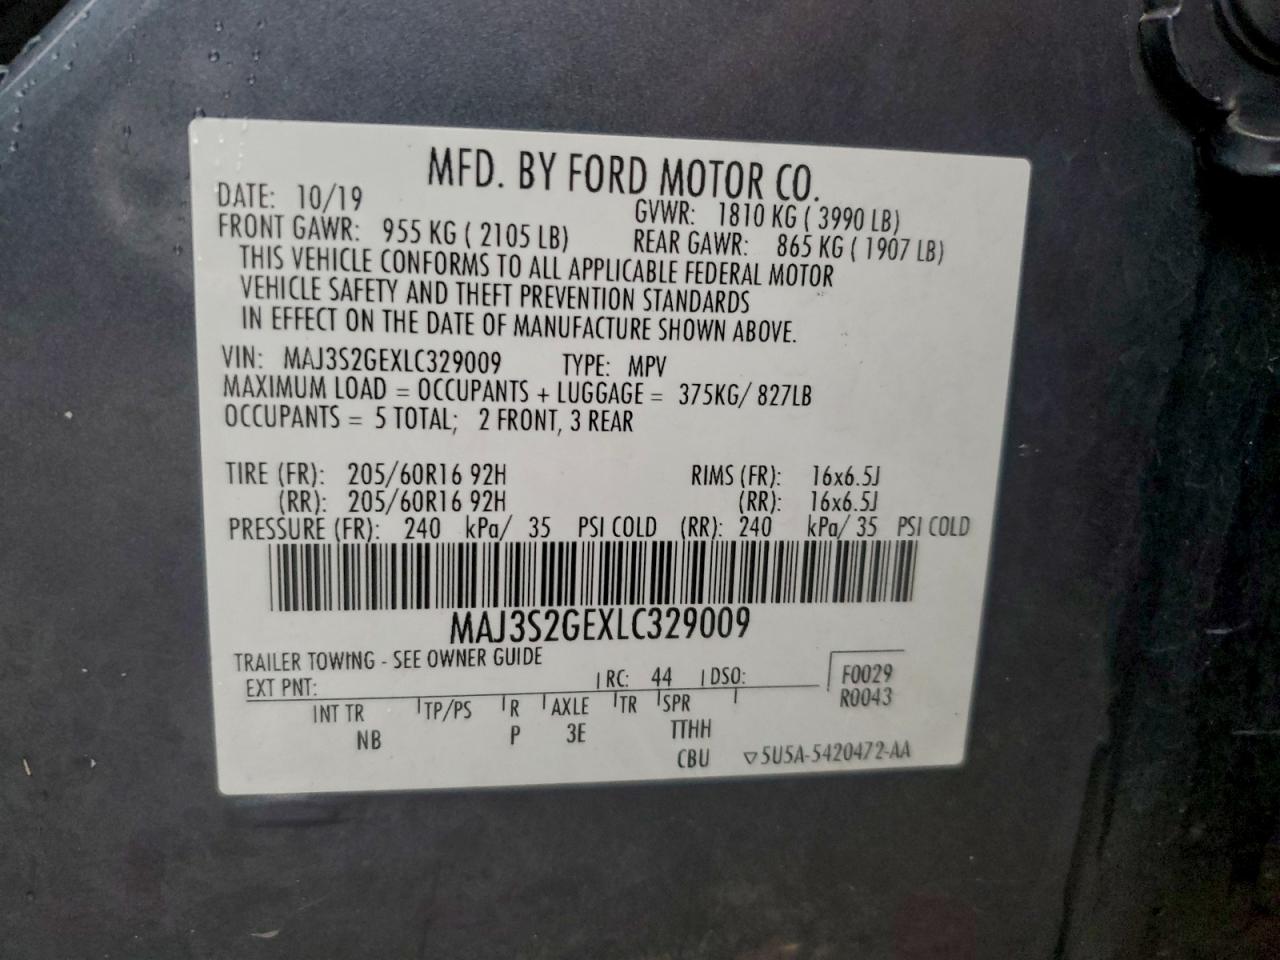 MFD. BY FORD MOTOR CO.
DATE: 10/19 GVWR: 1810 KG ( 3990 LB)
FRONT GAWR: 955 KG ( 2105 LB) REAR GAWR: 865 KG ( 1907 LB)
THIS VEHICLE CONFORMS TO ALL APPLICABLE FEDERAL MOTOR
VEHICLE SAFETY AND THEFT PREVENTION STANDARDS
IN EFFECT ON THE DATE OF MANUFACTURE SHOWN ABOVE.
VIN: MAJ3S2GEXLC329009 TYPE: MPV
MAXIMUM LOAD = OCCUPANTS + LUGGAGE = 375KG/ 827LB
OCCUPANTS = 5 TOTAL; 2 FRONT, 3 REAR
TIRE (FR): 205/60R16 92H RIMS (FR): 16x6.5J
(RR): 205/60R16 92H (RR): 16x6.5J
PRESSURE (FR): 240 kPa/ 35 PSI COLD (RR): 240 kPa/ 35 PSI COLD
MAJ3S2GEXLC329009
TRAILER TOWING - SEE OWNER GUIDE
EXT PNT: RC: 44 DSO: F0029
R0043
INT TR TP/PS R AXLE TR SPR
NB P 3E TTHH
CBU ▽5U5A-5420472-AA